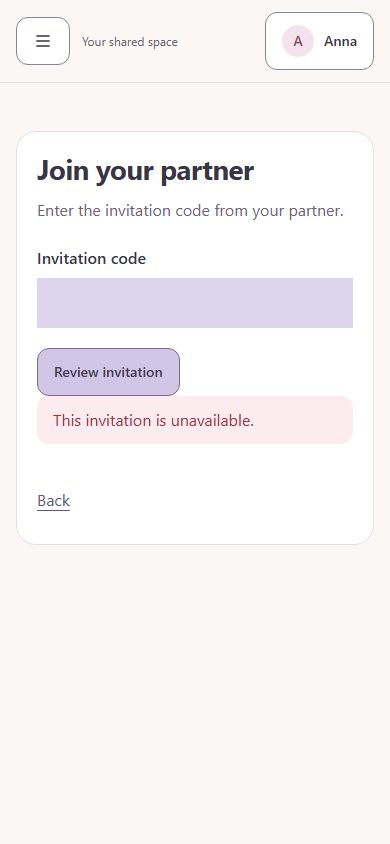 Your shared space
A Anna
Join your partner
Enter the invitation code from your partner.
Invitation code
Review invitation
This invitation is unavailable.
Back